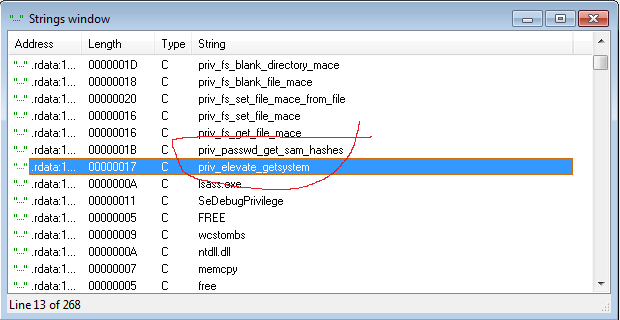 Strings window
Address Length Type String
.rdata:1... 0000001D C priv_fs_blank_directory_mace
.rdata:1... 00000018 C priv_fs_blank_file_mace
.rdata:1... 00000020 C priv_fs_set_file_mace_from_file
.rdata:1... 00000016 C priv_fs_set_file_mace
.rdata:1... 00000016 C priv_fs_get_file_mace
.rdata:1... 0000001B C priv_passwd_get_sam_hashes
.rdata:1... 00000017 C priv_elevate_getsystem
.rdata:1... 0000000A C lsass.exe
.rdata:1... 00000011 C SeDebugPrivilege
.rdata:1... 00000005 C FREE
.rdata:1... 00000009 C wcstombs
.rdata:1... 0000000A C ntdll.dll
.rdata:1... 00000007 C memcpy
.rdata:1... 00000005 C free
Line 13 of 268